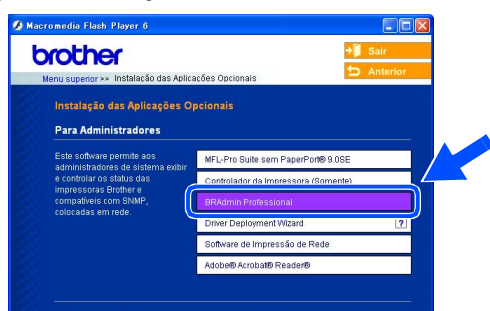 Macromedia Flash Player 6
brother
Sair
Anterior
Menu superior >> Instalação das Aplicações Opcionais
Instalação das Aplicações Opcionais
Para Administradores
Este software permite aos
administradores de sistema exibir
e controlar os status das
impressoras Brother e
compatíveis com SNMP,
colocadas em rede.
MFL-Pro Suite sem PaperPort® 9.0SE
Controlador da Impressora (Somente)
BRAdmin Professional
Driver Deployment Wizard ?
Software de Impressão de Rede
Adobe® Acrobat® Reader®